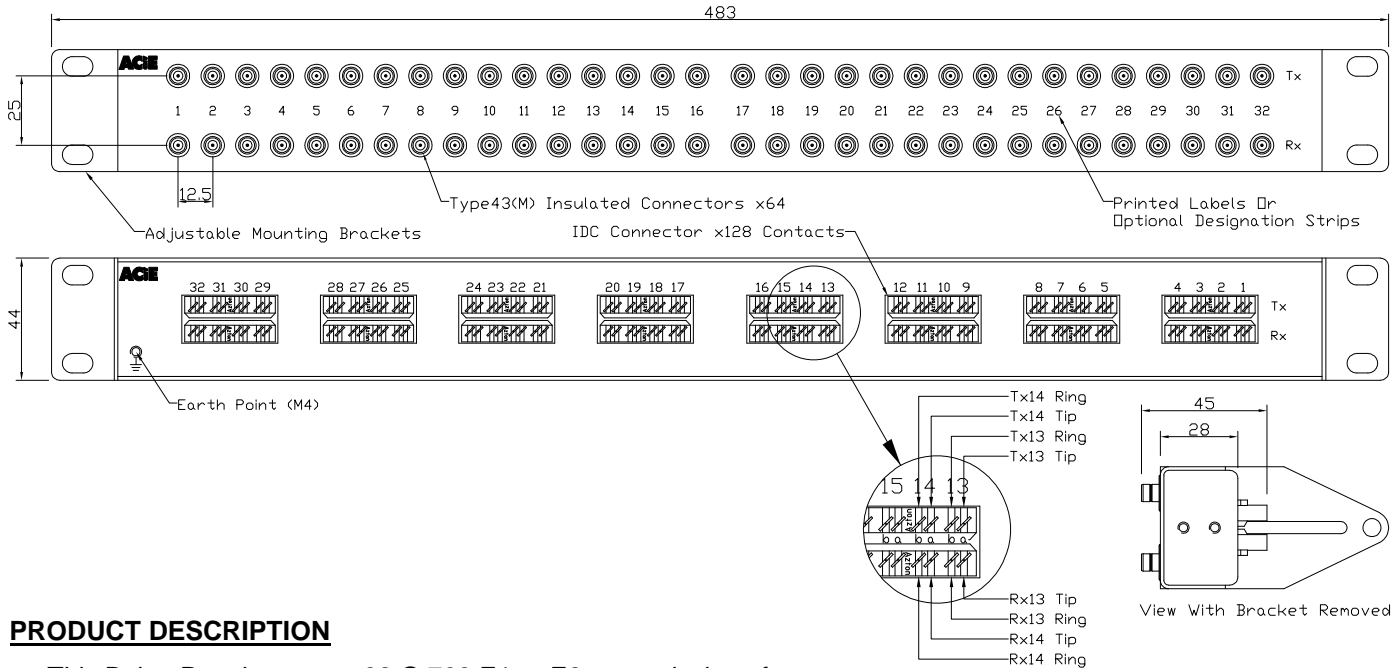 483
ACE
Tx
25
1 2 3 4 5 6 7 8 9 10 11 12 13 14 15 16 17 18 19 20 21 22 23 24 25 26 27 28 29 30 31 32
Rx
12.5
Type43(M) Insulated Connectors x64
Printed Labels Or
Optional Designation Strips
Adjustable Mounting Brackets
IDC Connector x128 Contacts
ACE
32 31 30 29 28 27 26 25 24 23 22 21 20 19 18 17 16 15 14 13 12 11 10 9 8 7 6 5 4 3 2 1
Tx
44
Rx
Earth Point (M4)
Tx14 Ring
Tx14 Tip
Tx13 Ring
Tx13 Tip
45
28
15 14 13
Azton
b a b a b a
Azton
Rx13 Tip
Rx13 Ring
Rx14 Tip
Rx14 Ring
View With Bracket Removed
PRODUCT DESCRIPTION